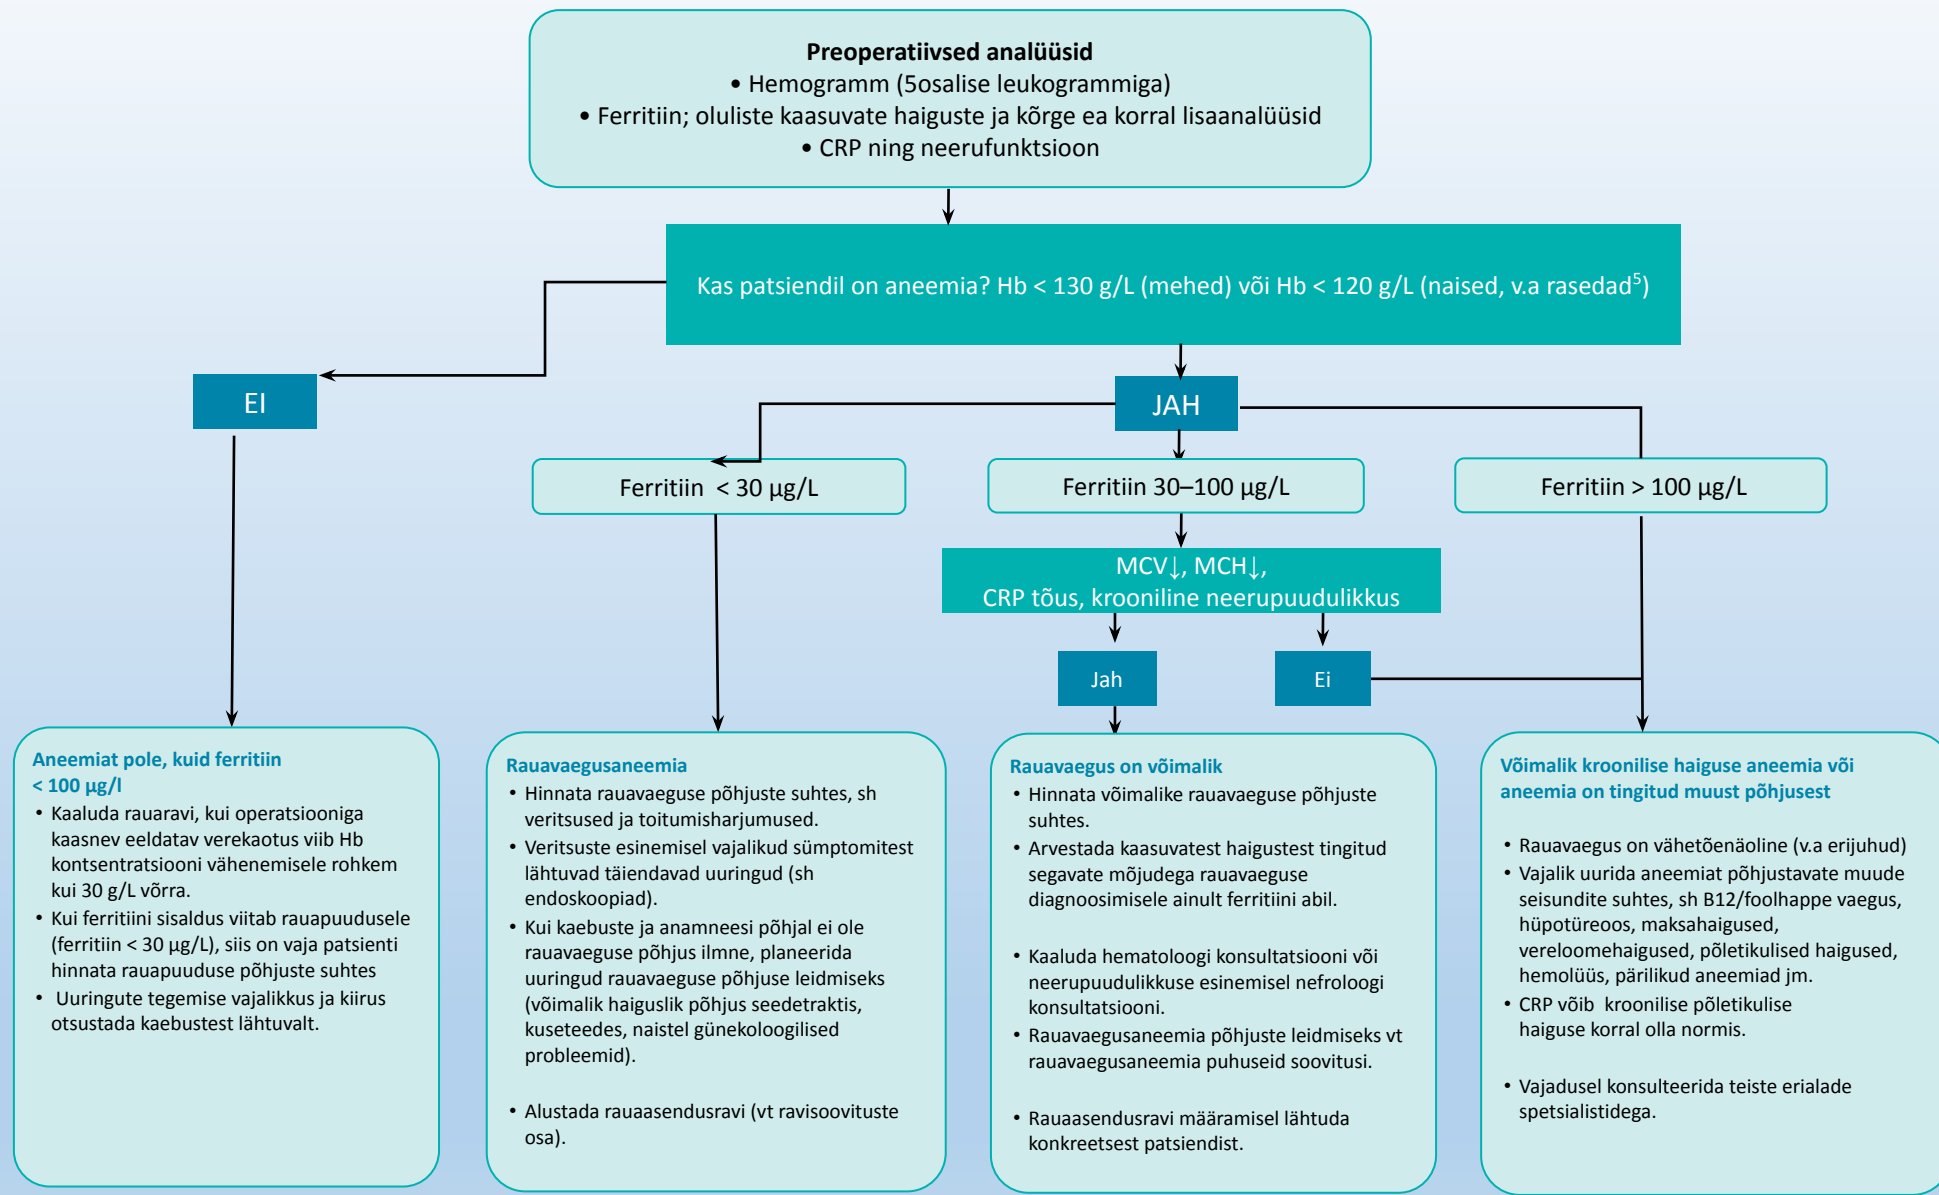 Preoperatiivsed analüüsid
• Hemogramm (5osalise leukogrammiga)
• Ferritiin; oluliste kaasuvate haiguste ja kõrge ea korral lisaanalüüsid
• CRP ning neerufunktsioon
Kas patsiendil on aneemia? Hb < 130 g/L (mehed) või Hb < 120 g/L (naised, v.a rasedad⁵)
EI
JAH
Ferritiin < 30 µg/L
Ferritiin 30–100 µg/L
Ferritiin > 100 µg/L
MCV↓, MCH↓,
CRP tõus, krooniline neerupuudulikkus
Jah
Ei
Aneemiat pole, kuid ferritiin
< 100 µg/l
• Kaaluda rauaravi, kui operatsiooniga
kaasnev eeldatav verekaotus viib Hb
kontsentratsiooni vähenemisele rohkem
kui 30 g/L võrra.
• Kui ferritiini sisaldus viitab rauapuudusele
(ferritiin < 30 µg/L), siis on vaja patsienti
hinnata rauapuuduse põhjuste suhtes
• Uuringute tegemise vajalikkus ja kiirus
otsustada kaebustest lähtuvalt.
Rauavaegusaneemia
• Hinnata rauavaeguse põhjuste suhtes, sh
veritsused ja toitumisharjumused.
• Veritsuste esinemisel vajalikud sümptomitest
lähtuvad täiendavad uuringud (sh
endoskoopiad).
• Kui kaebuste ja anamneesi põhjal ei ole
rauavaeguse põhjus ilmne, planeerida
uuringud rauavaeguse põhjuse leidmiseks
(võimalik haiguslik põhjus seedetraktis,
kuseteedes, naistel günekoloogilised
probleemid).
• Alustada rauaasendusravi (vt ravisoovituste
osa).
Rauavaegus on võimalik
• Hinnata võimalike rauavaeguse põhjuste
suhtes.
• Arvestada kaasuvatest haigustest tingitud
segavate mõjudega rauavaeguse
diagnoosimisele ainult ferritiini abil.
• Kaaluda hematoloogi konsultatsiooni või
neerupuudulikkuse esinemisel nefroloogi
konsultatsiooni.
• Rauavaegusaneemia põhjuste leidmiseks vt
rauavaegusaneemia puhuseid soovitusi.
• Rauaasendusravi määramisel lähtuda
konkreetsest patsiendist.
Võimalik kroonilise haiguse aneemia või
aneemia on tingitud muust põhjusest
• Rauavaegus on vähetõenäoline (v.a erijuhud)
• Vajalik uurida aneemiat põhjustavate muude
seisundite suhtes, sh B12/foolhappe vaegus,
hüpotüreoos, maksahaigused,
vereloomehaigused, põletikulised haigused,
hemolüüs, pärilikud aneemiad jm.
• CRP võib kroonilise põletikulise
haiguse korral olla normis.
• Vajadusel konsulteerida teiste erialade
spetsialistidega.